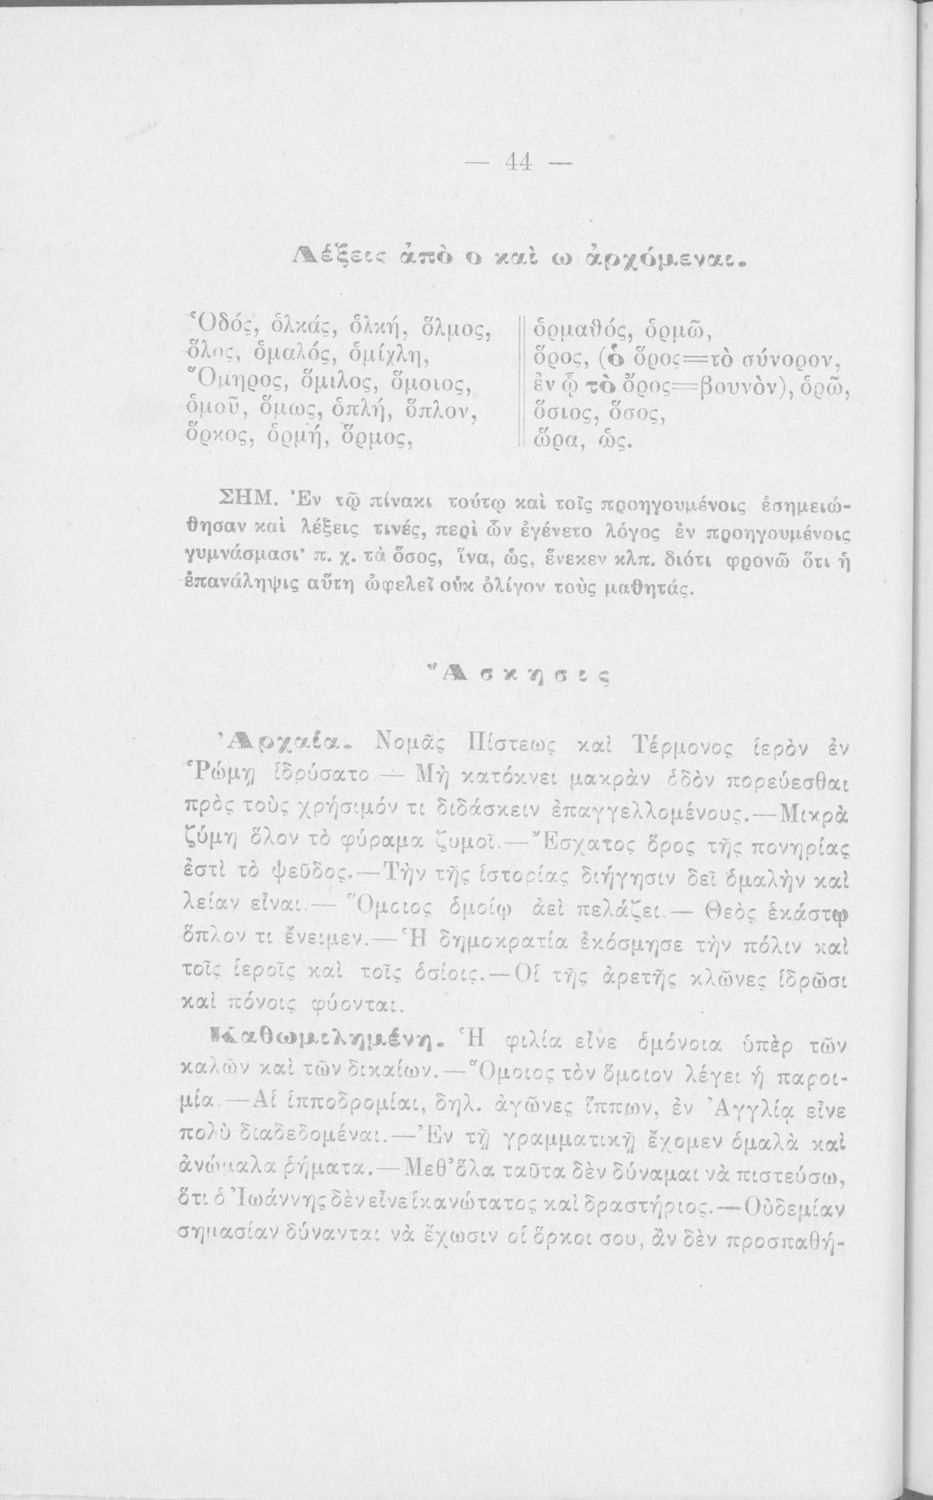 — 44 —
Λέξεις ἀπὸ ο καὶ ω ἀρχόμεναι.
Ὁδός, ὁλκάς, ὁλκή, ὅλμος,
ὅλος, ὁμαλός, ὁμίχλη,
Ὅμηρος, ὅμιλος, ὅμοιος,
ὁμοῦ, ὅμως, ὁπλή, ὅπλον,
ὅρκος, ὁρμή, ὅρμος,
ὁρμαθός, ὁρμῶ,
ὅρος, (ὁ ὅρος=τὸ σύνορον,
ἐν ᾧ τὸ ὄρος=βουνὸν), ὁρῶ,
ὅσιος, ὅσος,
ὥρα, ὡς.
ΣΗΜ. Ἐν τῷ πίνακι τούτῳ καὶ τοῖς προηγουμένοις ἐσημειώ-
θησαν καὶ λέξεις τινές, περὶ ὧν ἐγένετο λόγος ἐν προηγουμένοις
γυμνάσμασι· π. χ. τὰ ὅσος, ἵνα, ὡς, ἕνεκεν κλπ. διότι φρονῶ ὅτι ἡ
ἐπανάληψις αὕτη ὠφελεῖ οὐκ ὀλίγον τοὺς μαθητάς.
Ἄσκησις
Ἀρχαία. Νομᾶς Πίστεως καὶ Τέρμονος ἱερὸν ἐν
Ῥώμῃ ἱδρύσατο — Μὴ κατόκνει μακρὰν ὁδὸν πορεύεσθαι
πρὸς τοὺς χρήσιμόν τι διδάσκειν ἐπαγγελλομένους.—Μικρὰ
ζύμη ὅλον τὸ φύραμα ζυμοῖ.—Ἔσχατος ὅρος τῆς πονηρίας
ἐστὶ τὸ ψεῦδος.—Τὴν τῆς ἱστορίας διήγησιν δεῖ ὁμαλὴν καὶ
λείαν εἶναι.— Ὅμοιος ὁμοίῳ ἀεὶ πελάζει.— Θεὸς ἑκάστῳ
ὅπλον τι ἔνειμεν.—Ἡ δημοκρατία ἐκόσμησε τὴν πόλιν καὶ
τοῖς ἱεροῖς καὶ τοῖς ὁσίοις.—Οἱ τῆς ἀρετῆς κλῶνες ἱδρῶσι
καὶ πόνοις φύονται.
Καθωμιλημένη. Ἡ φιλία εἶνε ὁμόνοια ὑπὲρ τῶν
καλῶν καὶ τῶν δικαίων.—Ὅμοιος τὸν ὅμοιον λέγει ἡ παροι-
μία.—Αἱ ἱπποδρομίαι, δηλ. ἀγῶνες ἵππων, ἐν Ἀγγλίᾳ εἶνε
πολὺ διαδεδομέναι.—Ἐν τῇ γραμματικῇ ἔχομεν ὁμαλὰ καὶ
ἀνώμαλα ῥήματα.—Μεθ’ ὅλα ταῦτα δὲν δύναμαι νὰ πιστεύσω,
ὅτι ὁ Ἰωάννης δὲν εἶνε ἱκανώτατος καὶ δραστήριος.—Οὐδεμίαν
σημασίαν δύνανται νὰ ἔχωσιν οἱ ὅρκοι σου, ἂν δὲν προσπαθή-